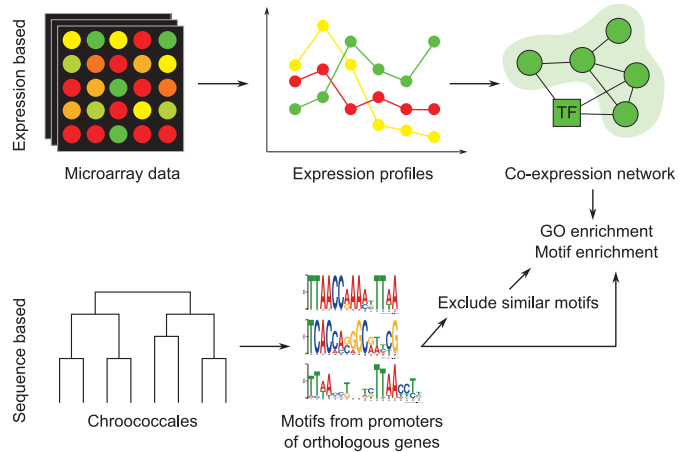 Expression based
Microarray data
Expression profiles
TF
Co-expression network
GO enrichment
Motif enrichment
Exclude similar motifs
Sequence based
Chroococcales
Motifs from promoters
of orthologous genes